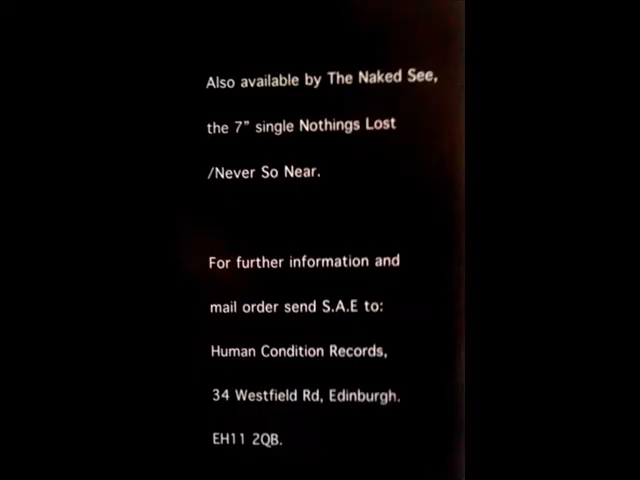 Also available by The Naked See,
the 7" single Nothings Lost
/Never So Near.
For further information and
mail order send S.A.E to:
Human Condition Records,
34 Westfield Rd, Edinburgh.
EH11 2QB.